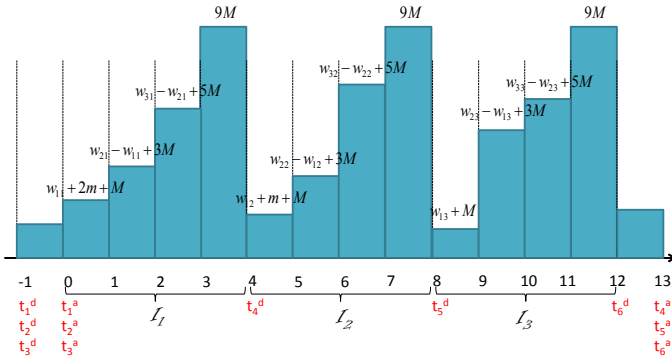 9M 9M 9M
w₃₁ − w₂₁ + 5M w₃₂ − w₂₂ + 5M w₃₃ − w₂₃ + 5M
w₂₁ − w₁₁ + 3M w₂₂ − w₁₂ + 3M w₂₃ − w₁₃ + 3M
w₁₁ + 2m + M w₁₂ + m + M w₁₃ + M
-1 0 1 2 3 4 5 6 7 8 9 10 11 12 13
t₁ᵈ t₁ᵃ I₁ t₄ᵈ I₂ t₅ᵈ I₃ t₆ᵈ t₄ᵃ
t₂ᵈ t₂ᵃ t₅ᵃ
t₃ᵈ t₃ᵃ t₆ᵃ